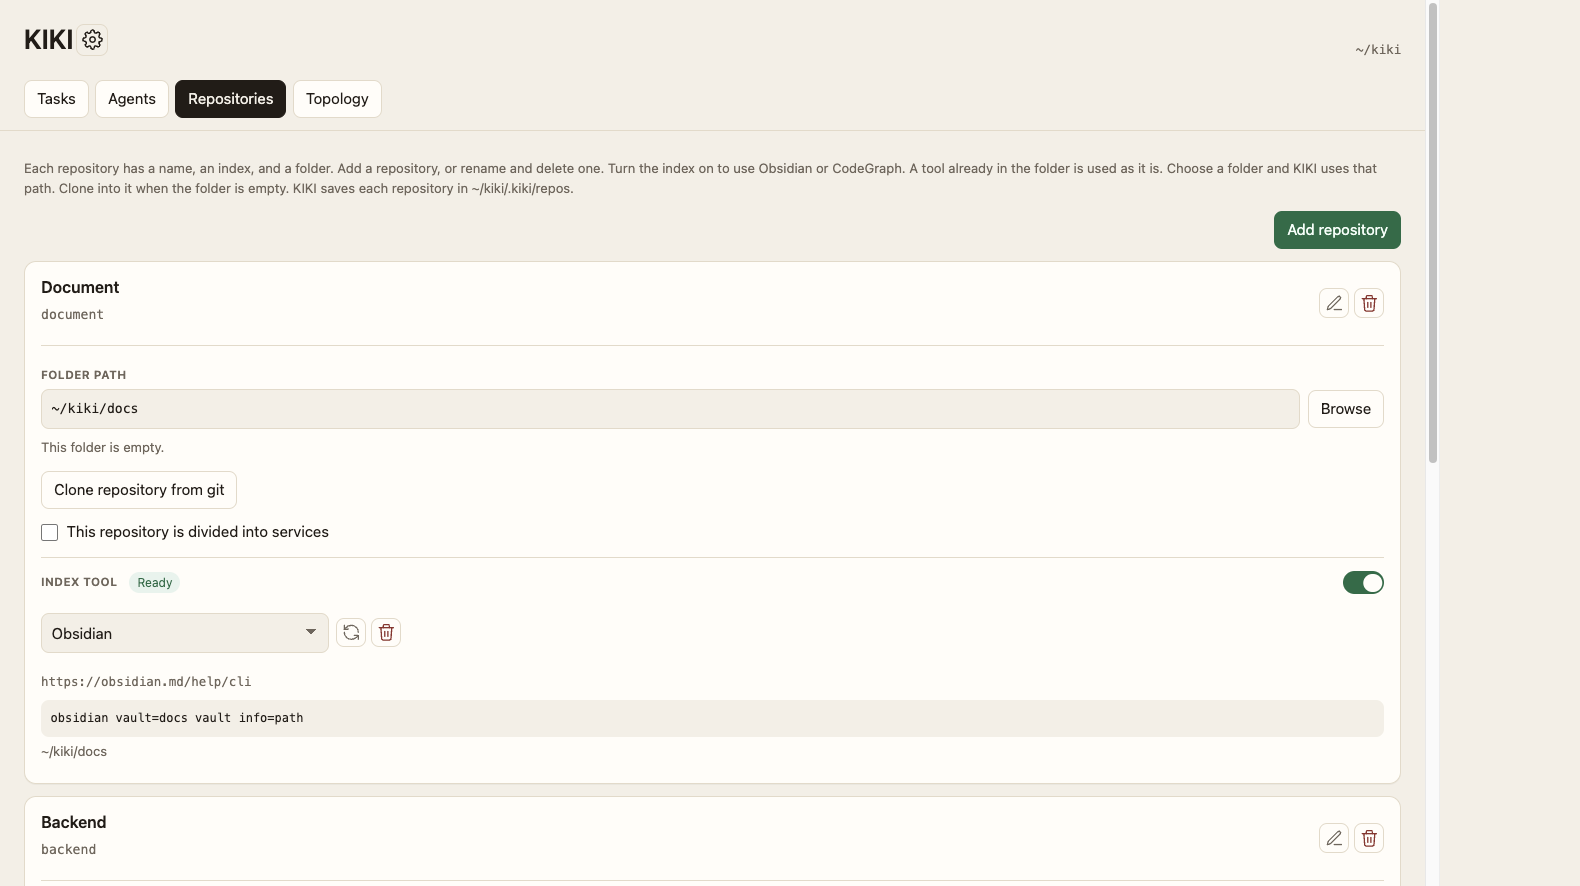 KIKI
~/kiki
Tasks
Agents
Repositories
Topology
Each repository has a name, an index, and a folder. Add a repository, or rename and delete one. Turn the index on to use Obsidian or CodeGraph. A tool already in the folder is used as it is. Choose a folder and KIKI uses that
path. Clone into it when the folder is empty. KIKI saves each repository in ~/kiki/.kiki/repos.
Add repository
Document
document
FOLDER PATH
~/kiki/docs
Browse
This folder is empty.
Clone repository from git
This repository is divided into services
INDEX TOOL
Ready
Obsidian
https://obsidian.md/help/cli
obsidian vault=docs vault info=path
~/kiki/docs
Backend
backend